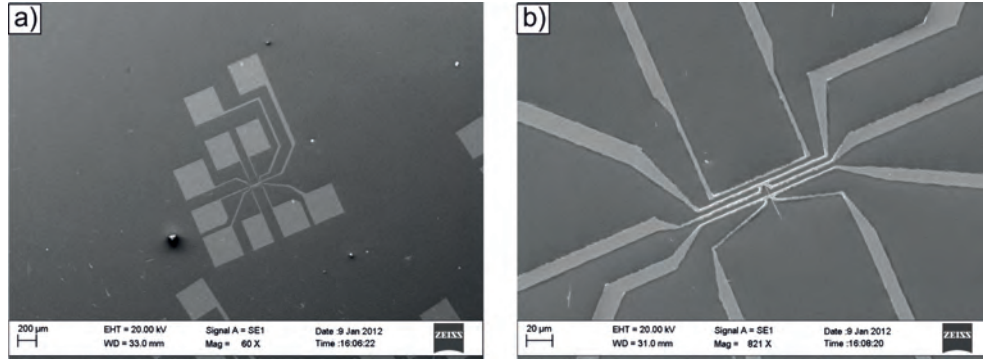 a)
200 µm
EHT = 20.00 kV
WD = 33.0 mm
Signal A = SE1
Mag = 60 X
Date :9 Jan 2012
Time :16:06:22
ZEISS
b)
20 µm
EHT = 20.00 kV
WD = 31.0 mm
Signal A = SE1
Mag = 821 X
Date :9 Jan 2012
Time :16:08:20
ZEISS